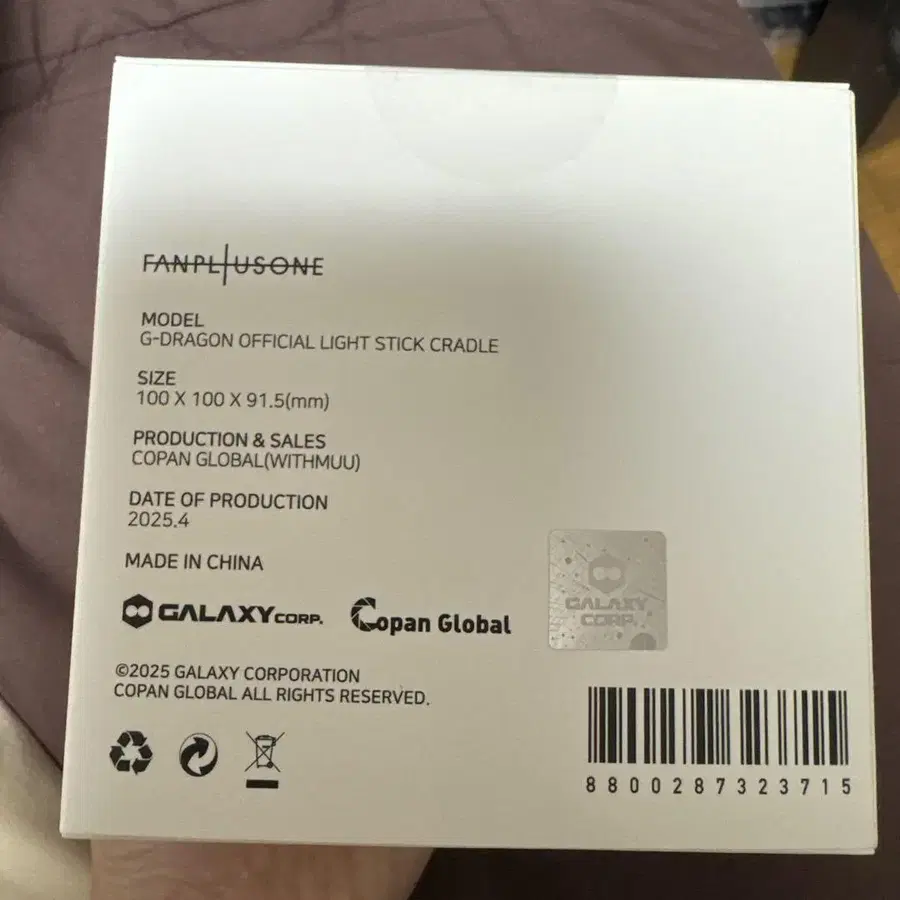 FANPLUSONE
MODEL
G-DRAGON OFFICIAL LIGHT STICK CRADLE
SIZE
100 X 100 X 91.5(mm)
PRODUCTION & SALES
COPAN GLOBAL(WITHMUU)
DATE OF PRODUCTION
2025.4
MADE IN CHINA
GALAXY CORP.
Copan Global
GALAXY
CORP.
©2025 GALAXY CORPORATION
COPAN GLOBAL ALL RIGHTS RESERVED.
8800287323715